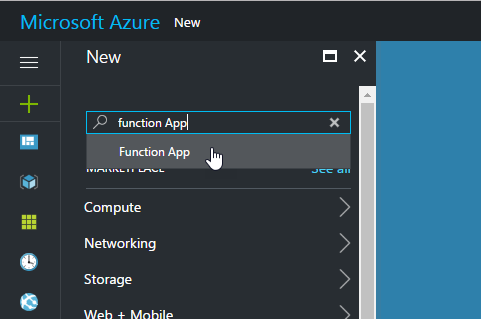 Microsoft Azure New
New
function App
Function App
MARKETPLACE See all
Compute
Networking
Storage
Web + Mobile